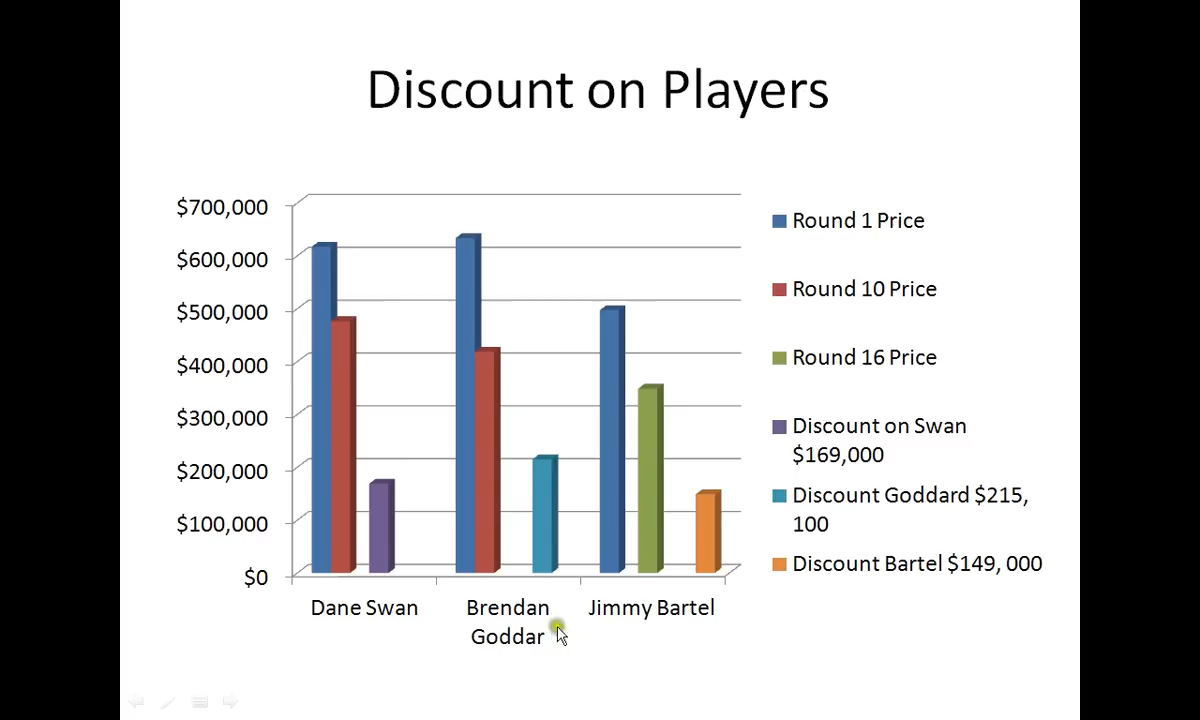 Discount on Players
$700,000
$600,000
$500,000
$400,000
$300,000
$200,000
$100,000
$0
Dane Swan
Brendan
Goddar
Jimmy Bartel
Round 1 Price
Round 10 Price
Round 16 Price
Discount on Swan
$169,000
Discount Goddard $215,
100
Discount Bartel $149, 000